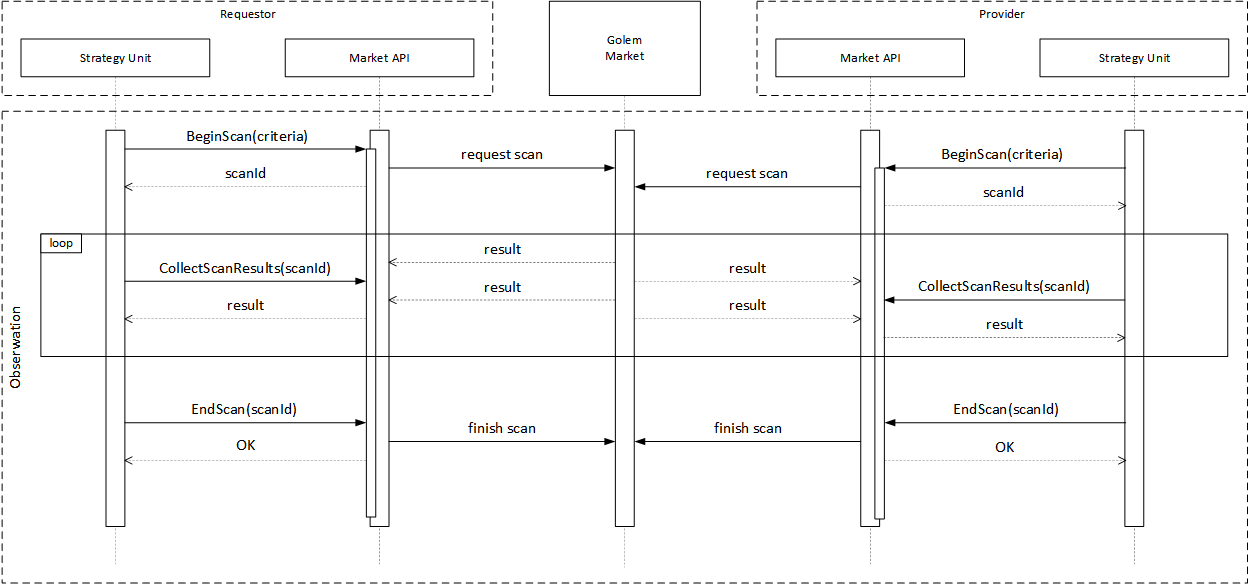 Requestor
Provider
Strategy Unit
Market API
Golem
Market
Market API
Strategy Unit
BeginScan(criteria)
request scan
BeginScan(criteria)
scanId
request scan
scanId
loop
result
CollectScanResults(scanId)
result
result
CollectScanResults(scanId)
result
result
result
Obserwation
EndScan(scanId)
EndScan(scanId)
finish scan
finish scan
OK
OK